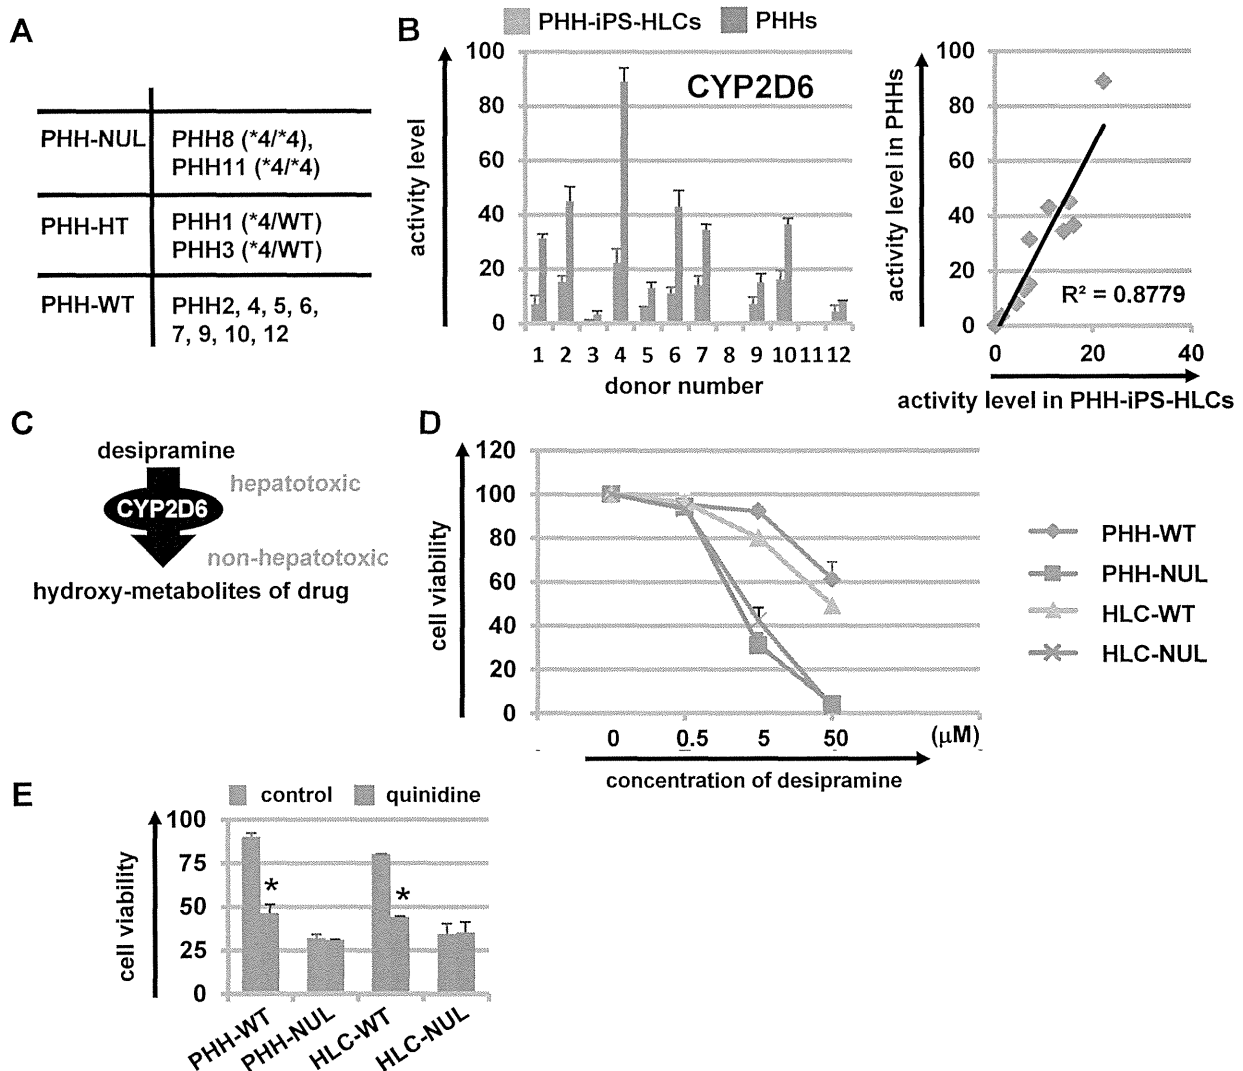 A
PHH-NUL
PHH8 (*4/*4),
PHH11 (*4/*4)
PHH-HT
PHH1 (*4/WT)
PHH3 (*4/WT)
PHH-WT
PHH2, 4, 5, 6,
7, 9, 10, 12
B
PHH-iPS-HLCs
PHHs
CYP2D6
activity level
100
80
60
40
20
0
1 2 3 4 5 6 7 8 9 10 11 12
donor number
activity level in PHHs
100
80
60
40
20
0
R² = 0.8779
0 20 40
activity level in PHH-iPS-HLCs
C
desipramine
hepatotoxic
CYP2D6
non-hepatotoxic
hydroxy-metabolites of drug
D
cell viability
120
100
80
60
40
20
0
0 0.5 5 50 (μM)
concentration of desipramine
PHH-WT
PHH-NUL
HLC-WT
HLC-NUL
E
control
quinidine
cell viability
100
75
50
25
0
*
*
PHH-WT
PHH-NUL
HLC-WT
HLC-NUL